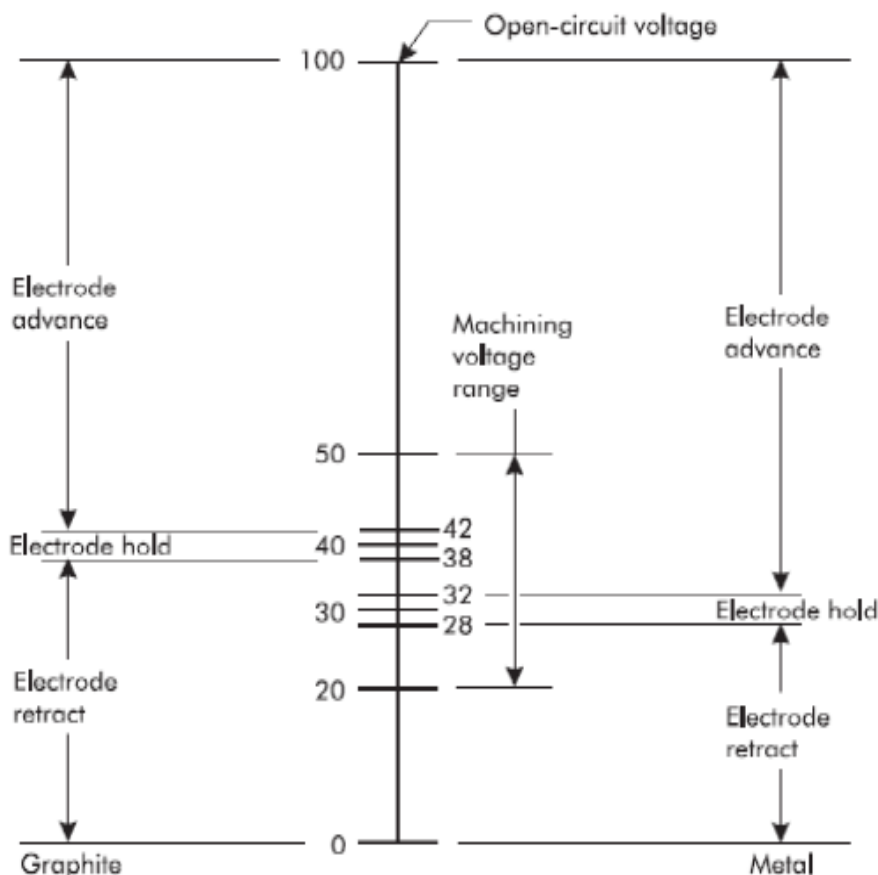 Open-circuit voltage
100
Electrode
advance
Machining
voltage
range
Electrode
advance
50
42
Electrode hold
40
38
32
30
Electrode hold
28
Electrode
retract
20
Electrode
retract
0
Graphite
Metal